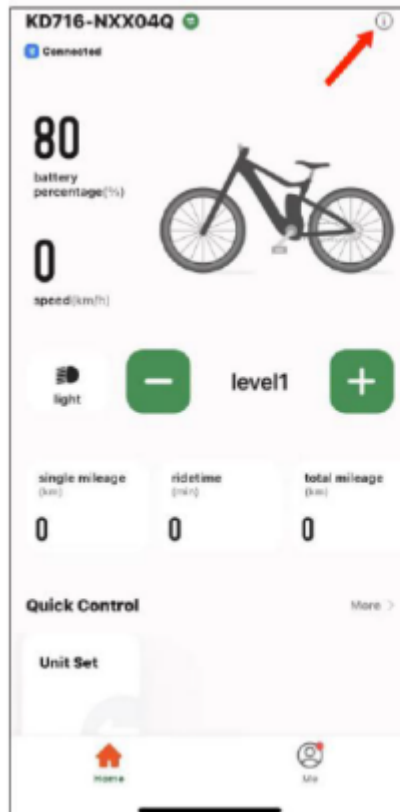 KD716-NXX04Q
Connected
80
battery
percentage(%)
0
speed(km/h)
light
level1
single mileage
(km)
0
ridetime
(min)
0
total mileage
(km)
0
Quick Control
More >
Unit Set
Home
Me